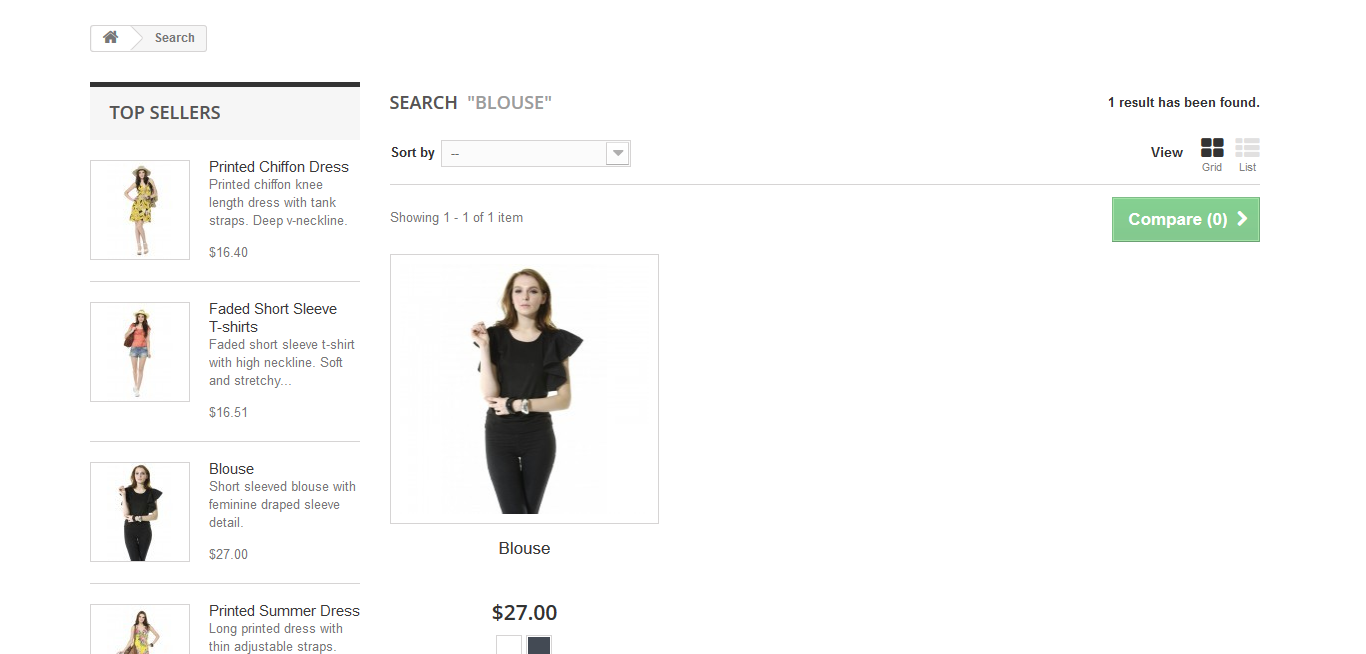 Search
TOP SELLERS
Printed Chiffon Dress
Printed chiffon knee
length dress with tank
straps. Deep v-neckline.
$16.40
Faded Short Sleeve
T-shirts
Faded short sleeve t-shirt
with high neckline. Soft
and stretchy...
$16.51
Blouse
Short sleeved blouse with
feminine draped sleeve
detail.
$27.00
Printed Summer Dress
Long printed dress with
thin adjustable straps.
SEARCH "BLOUSE"
1 result has been found.
Sort by --
View
Grid
List
Showing 1 - 1 of 1 item
Compare (0)
Blouse
$27.00